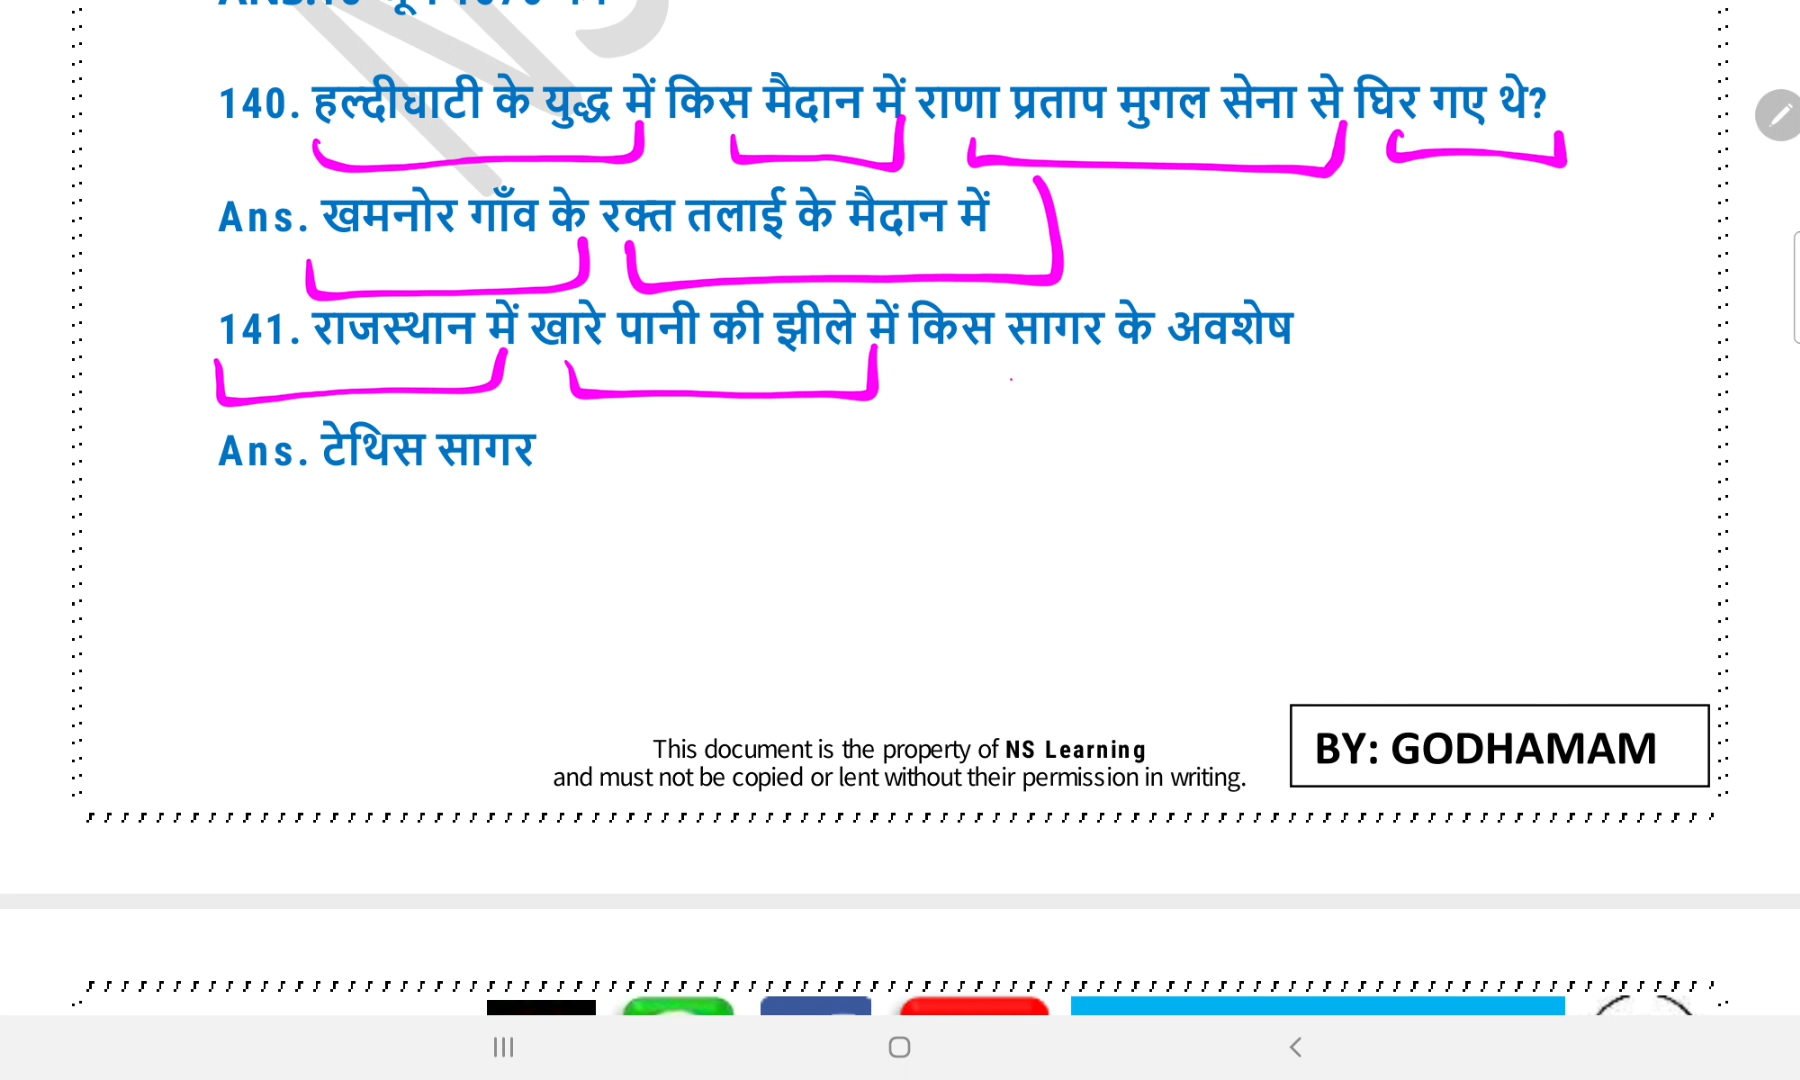 140. हल्दीघाटी के युद्ध में किस मैदान में राणा प्रताप मुगल सेना से घिर गए थे?
Ans. खमनोर गाँव के रक्त तलाई के मैदान में
141. राजस्थान में खारे पानी की झीले में किस सागर के अवशेष
Ans. टेथिस सागर
This document is the property of NS Learning
and must not be copied or lent without their permission in writing.
BY: GODHAMAM